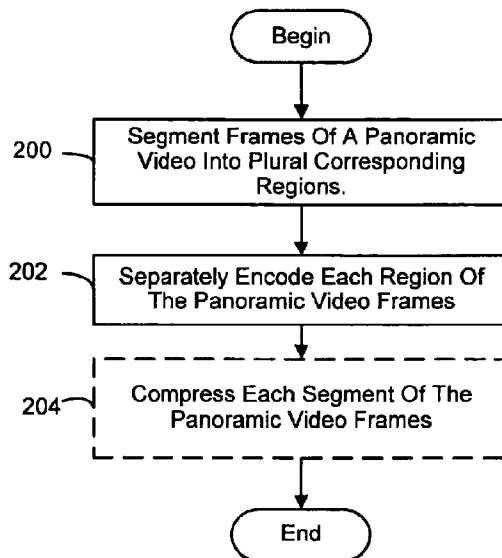 Begin
200
Segment Frames Of A Panoramic
Video Into Plural Corresponding
Regions.
202
Separately Encode Each Region Of
The Panoramic Video Frames
204
Compress Each Segment Of The
Panoramic Video Frames
End